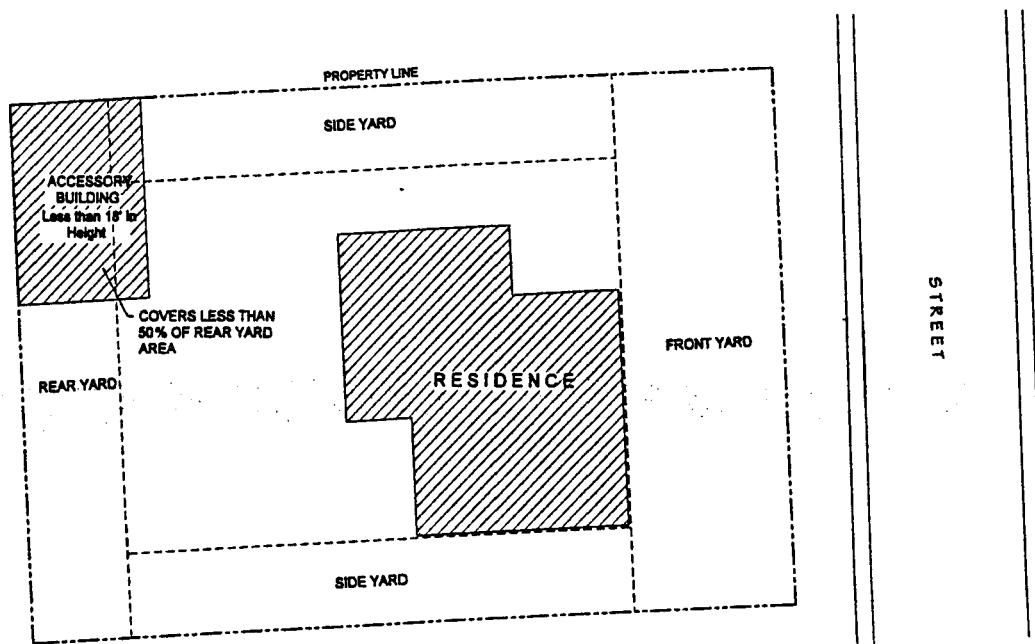 PROPERTY LINE
SIDE YARD
ACCESSORY
BUILDING
Less than 15' in
Height
COVERS LESS THAN
50% OF REAR YARD
AREA
REAR YARD
RESIDENCE
FRONT YARD
STREET
SIDE YARD